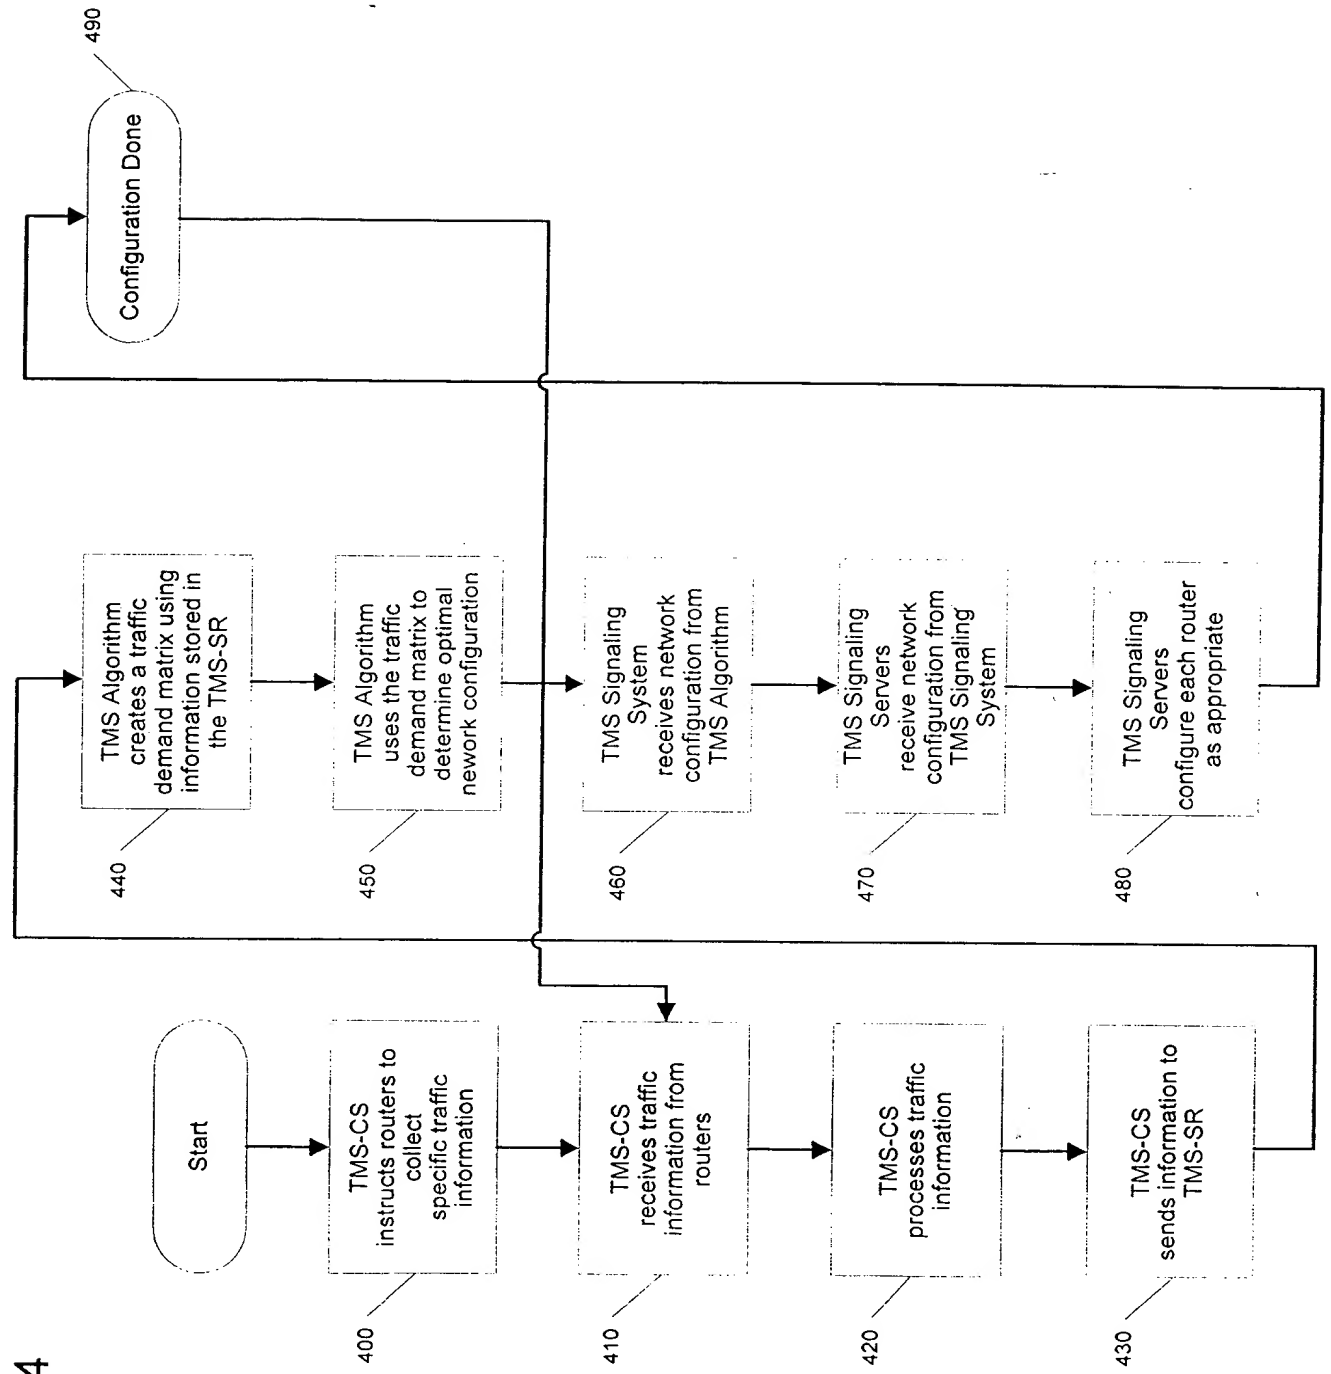 4
Start
400
TMS-CS
instructs routers to
collect
specific traffic
information
410
TMS-CS
receives traffic
information from
routers
420
TMS-CS
processes traffic
information
430
TMS-CS
sends information to
TMS-SR
440
TMS Algorithm
creates a traffic
demand matrix using
information stored in
the TMS-SR
450
TMS Algorithm
uses the traffic
demand matrix to
determine optimal
nework configuration
460
TMS Signaling
System
receives network
configuration from
TMS Algorithm
470
TMS Signaling
Servers
receive network
configuration from
TMS Signaling
System
480
TMS Signaling
Servers
configure each router
as appropriate
490
Configuration Done